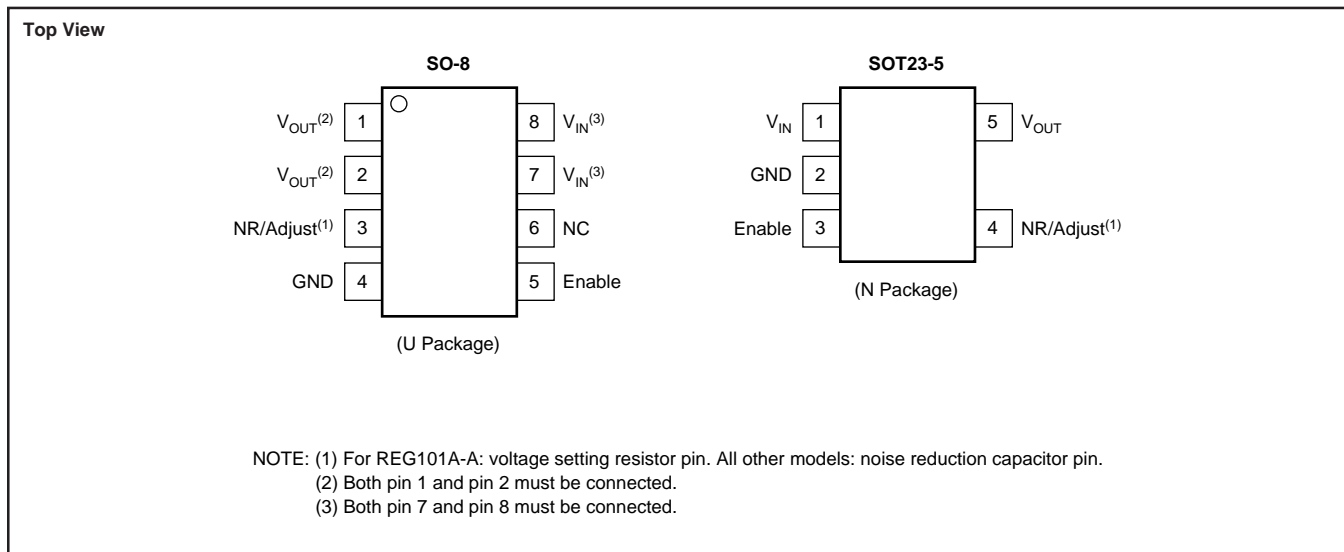 Top View
SO-8
V_OUT(2) 1
V_OUT(2) 2
NR/Adjust(1) 3
GND 4
8 V_IN(3)
7 V_IN(3)
6 NC
5 Enable
(U Package)
SOT23-5
V_IN 1
GND 2
Enable 3
5 V_OUT
4 NR/Adjust(1)
(N Package)
NOTE: (1) For REG101A-A: voltage setting resistor pin. All other models: noise reduction capacitor pin.
(2) Both pin 1 and pin 2 must be connected.
(3) Both pin 7 and pin 8 must be connected.